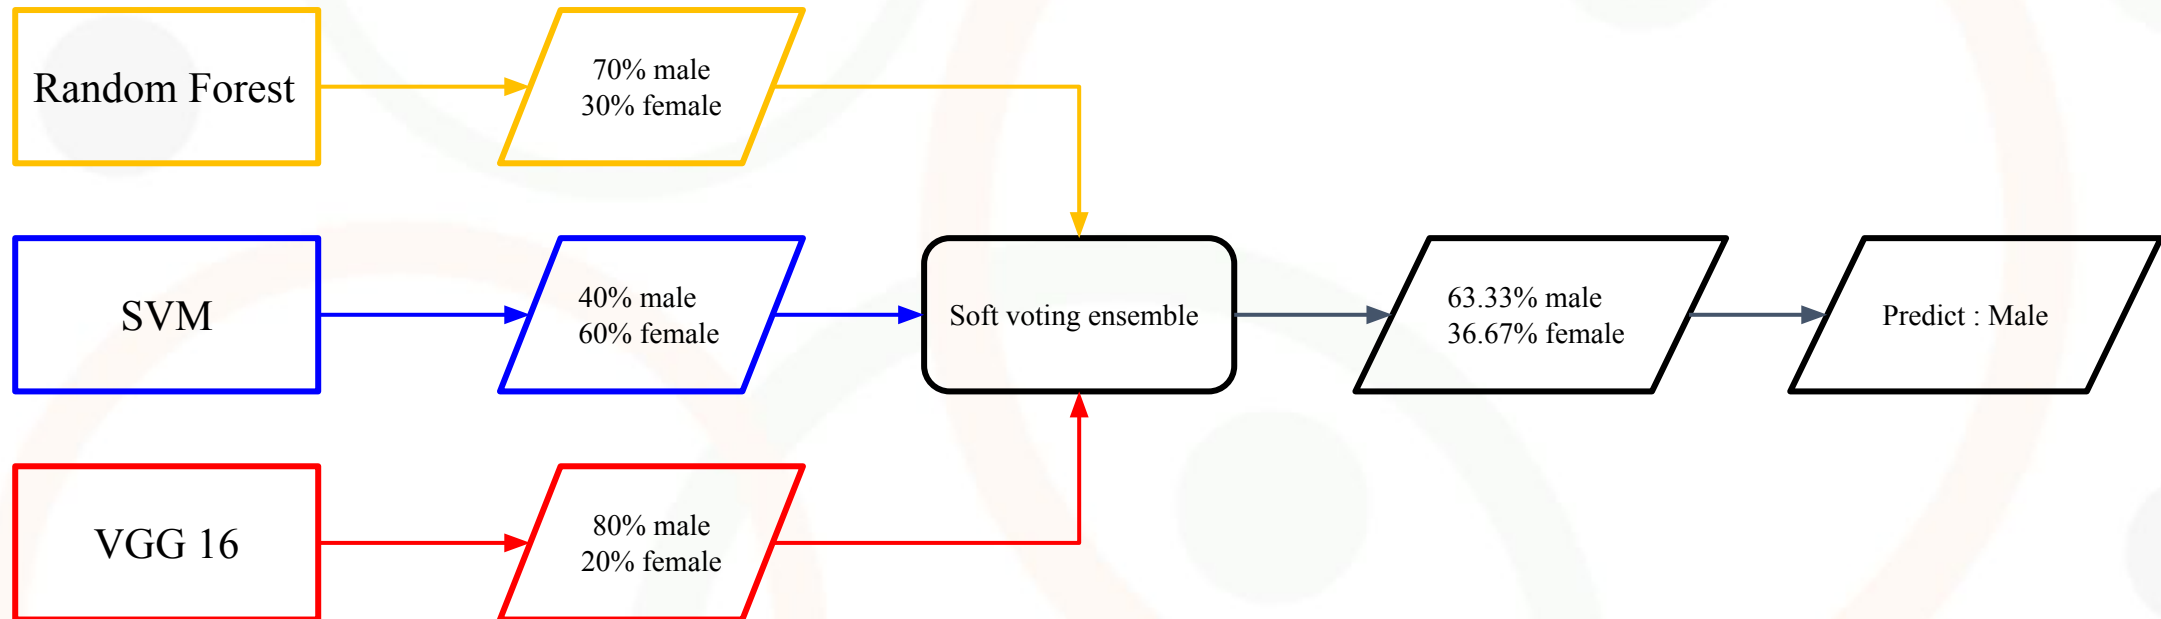 Random Forest
70% male
30% female
SVM
40% male
60% female
Soft voting ensemble
63.33% male
36.67% female
Predict : Male
VGG 16
80% male
20% female